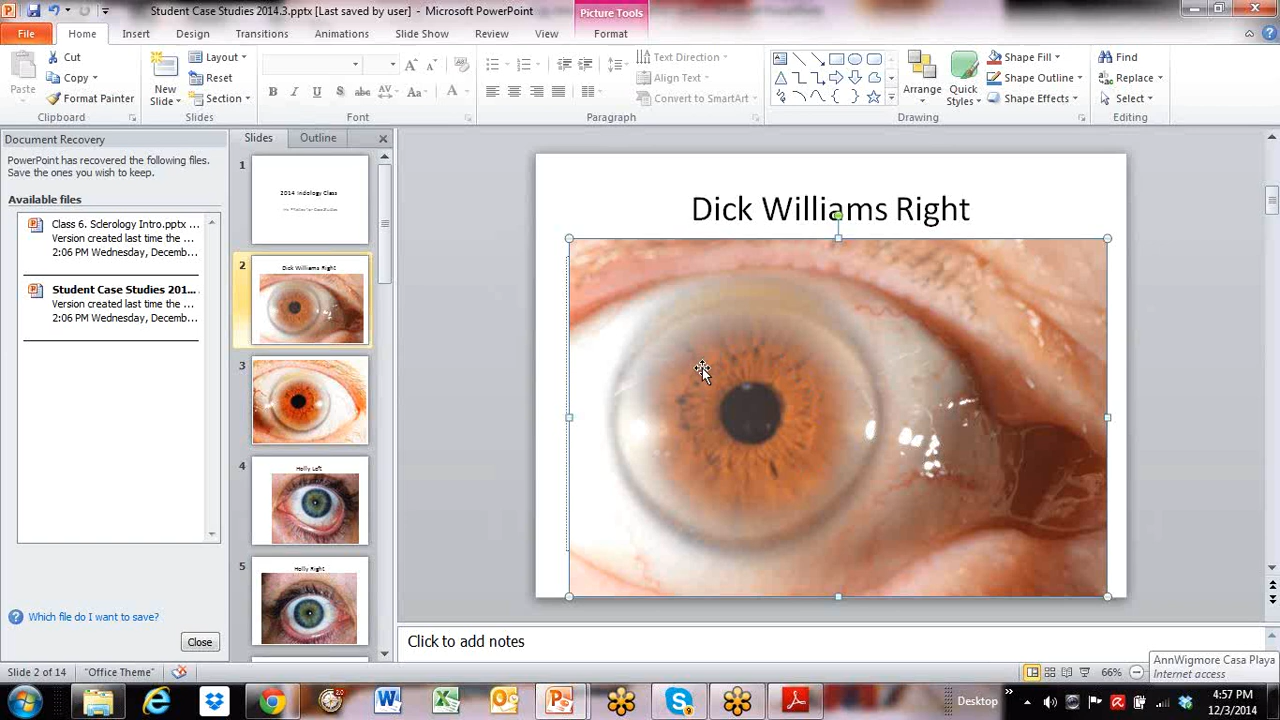 Student Case Studies 2014.3.pptx [Last saved by user] - Microsoft PowerPoint
Picture Tools
File Home Insert Design Transitions Animations Slide Show Review View Format
Paste
Cut
Copy
Format Painter
Clipboard
New Slide
Layout
Reset
Section
Slides
B I U S abc AV Aa A
Font
Text Direction
Align Text
Convert to SmartArt
Paragraph
Arrange
Quick Styles
Shape Fill
Shape Outline
Shape Effects
Drawing
Find
Replace
Select
Editing
Document Recovery
PowerPoint has recovered the following files.
Save the ones you wish to keep.
Available files
Class 6. Sclerology Intro.pptx ...
Version created last time the ...
2:06 PM Wednesday, Decemb...
Student Case Studies 201...
Version created last time the ...
2:06 PM Wednesday, Decemb...
Which file do I want to save?
Close
Slides Outline
1
2014 Iridology Class
2
Dick Williams Right
3
4
Holly Left
5
Holly Right
Dick Williams Right
Click to add notes
Slide 2 of 14
"Office Theme"
66%
AnnWigmore Casa Playa
Internet access
Desktop
4:57 PM
12/3/2014